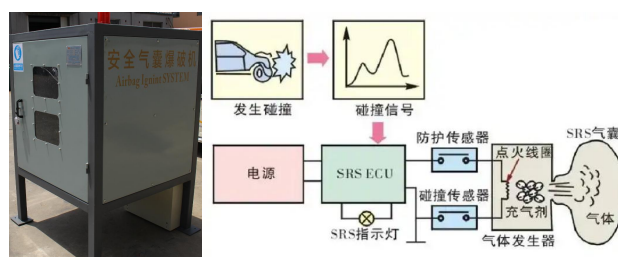 安全气囊爆破机
Airbag Ignint SYSTEM
发生碰撞
碰撞信号
防护传感器
SRS气囊
点火线圈
电源
SRS ECU
碰撞传感器
充气剂
气体
SRS指示灯
气体发生器